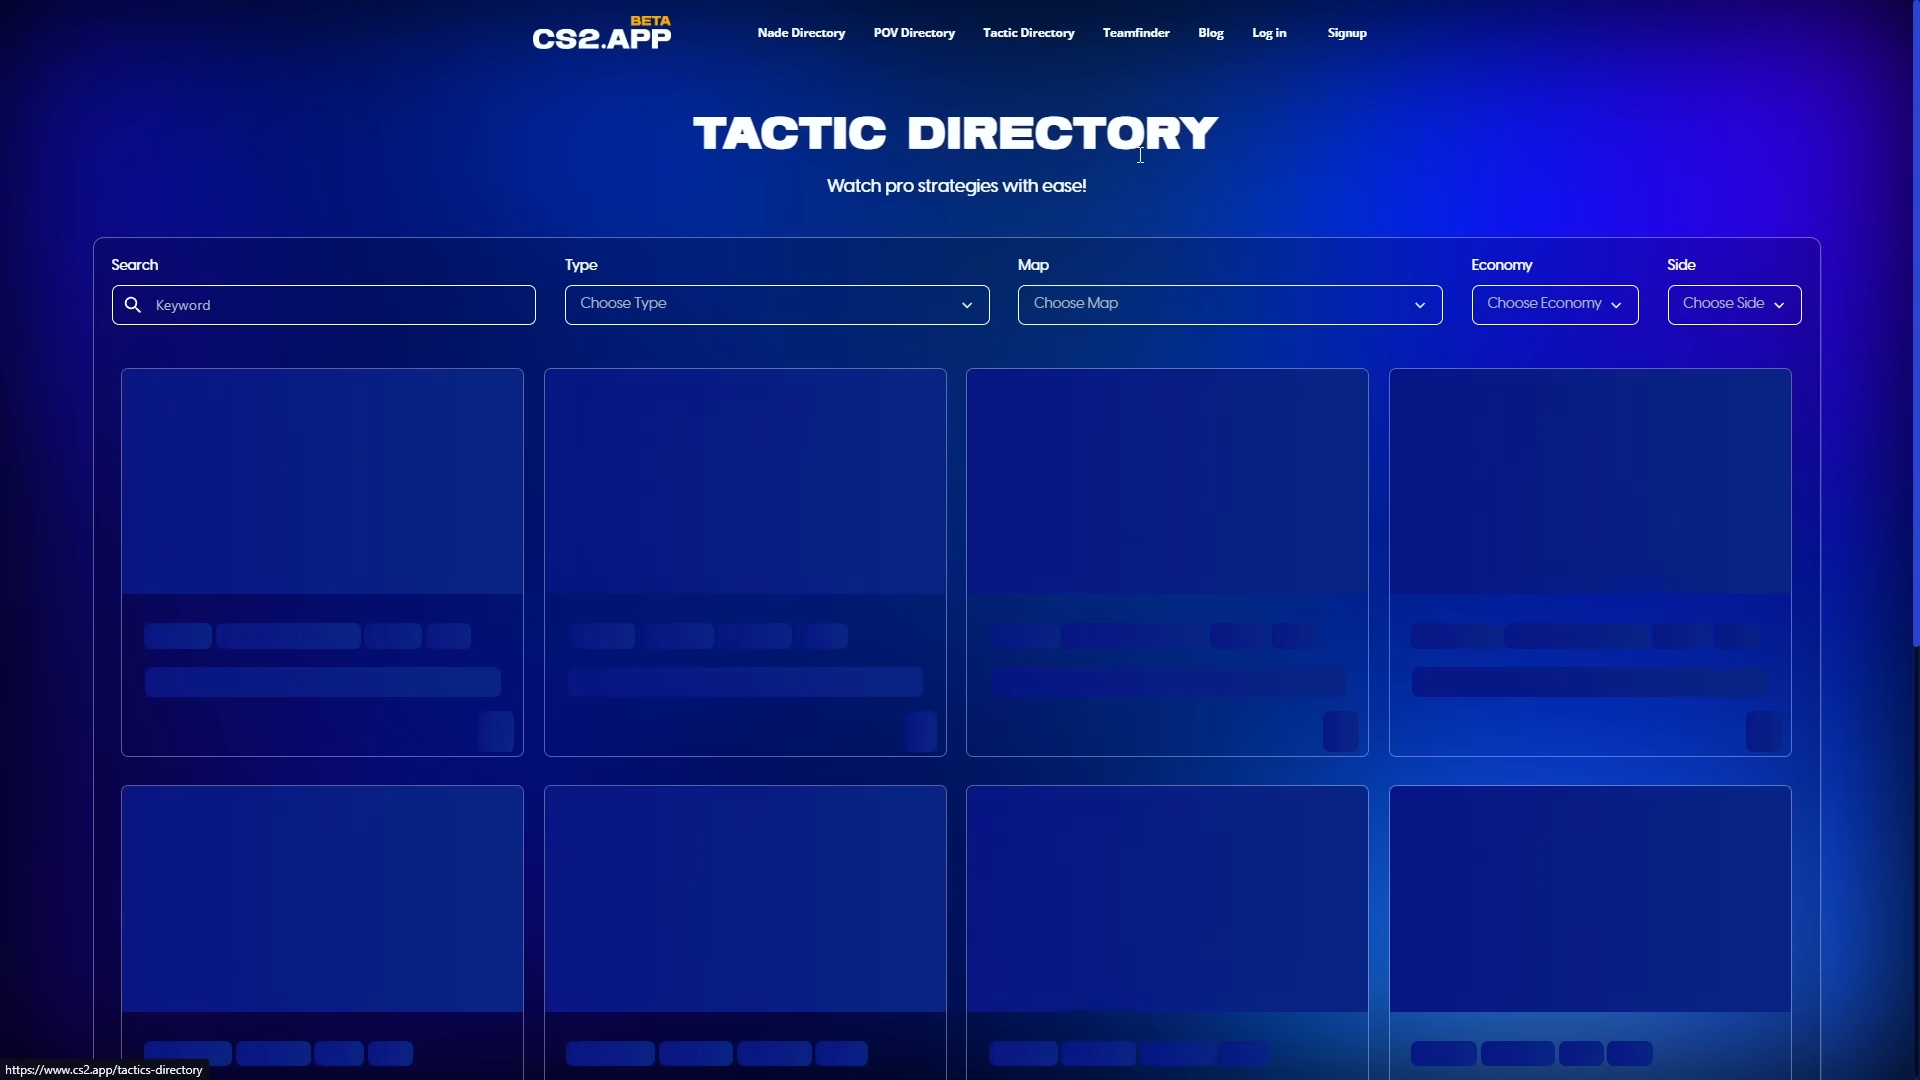 BETA
CS2.APP
Nade Directory
POV Directory
Tactic Directory
Teamfinder
Blog
Log in
Signup
TACTIC DIRECTORY
Watch pro strategies with ease!
Search
Type
Map
Economy
Side
Keyword
Choose Type
Choose Map
Choose Economy
Choose Side
https://www.cs2.app/tactics-directory